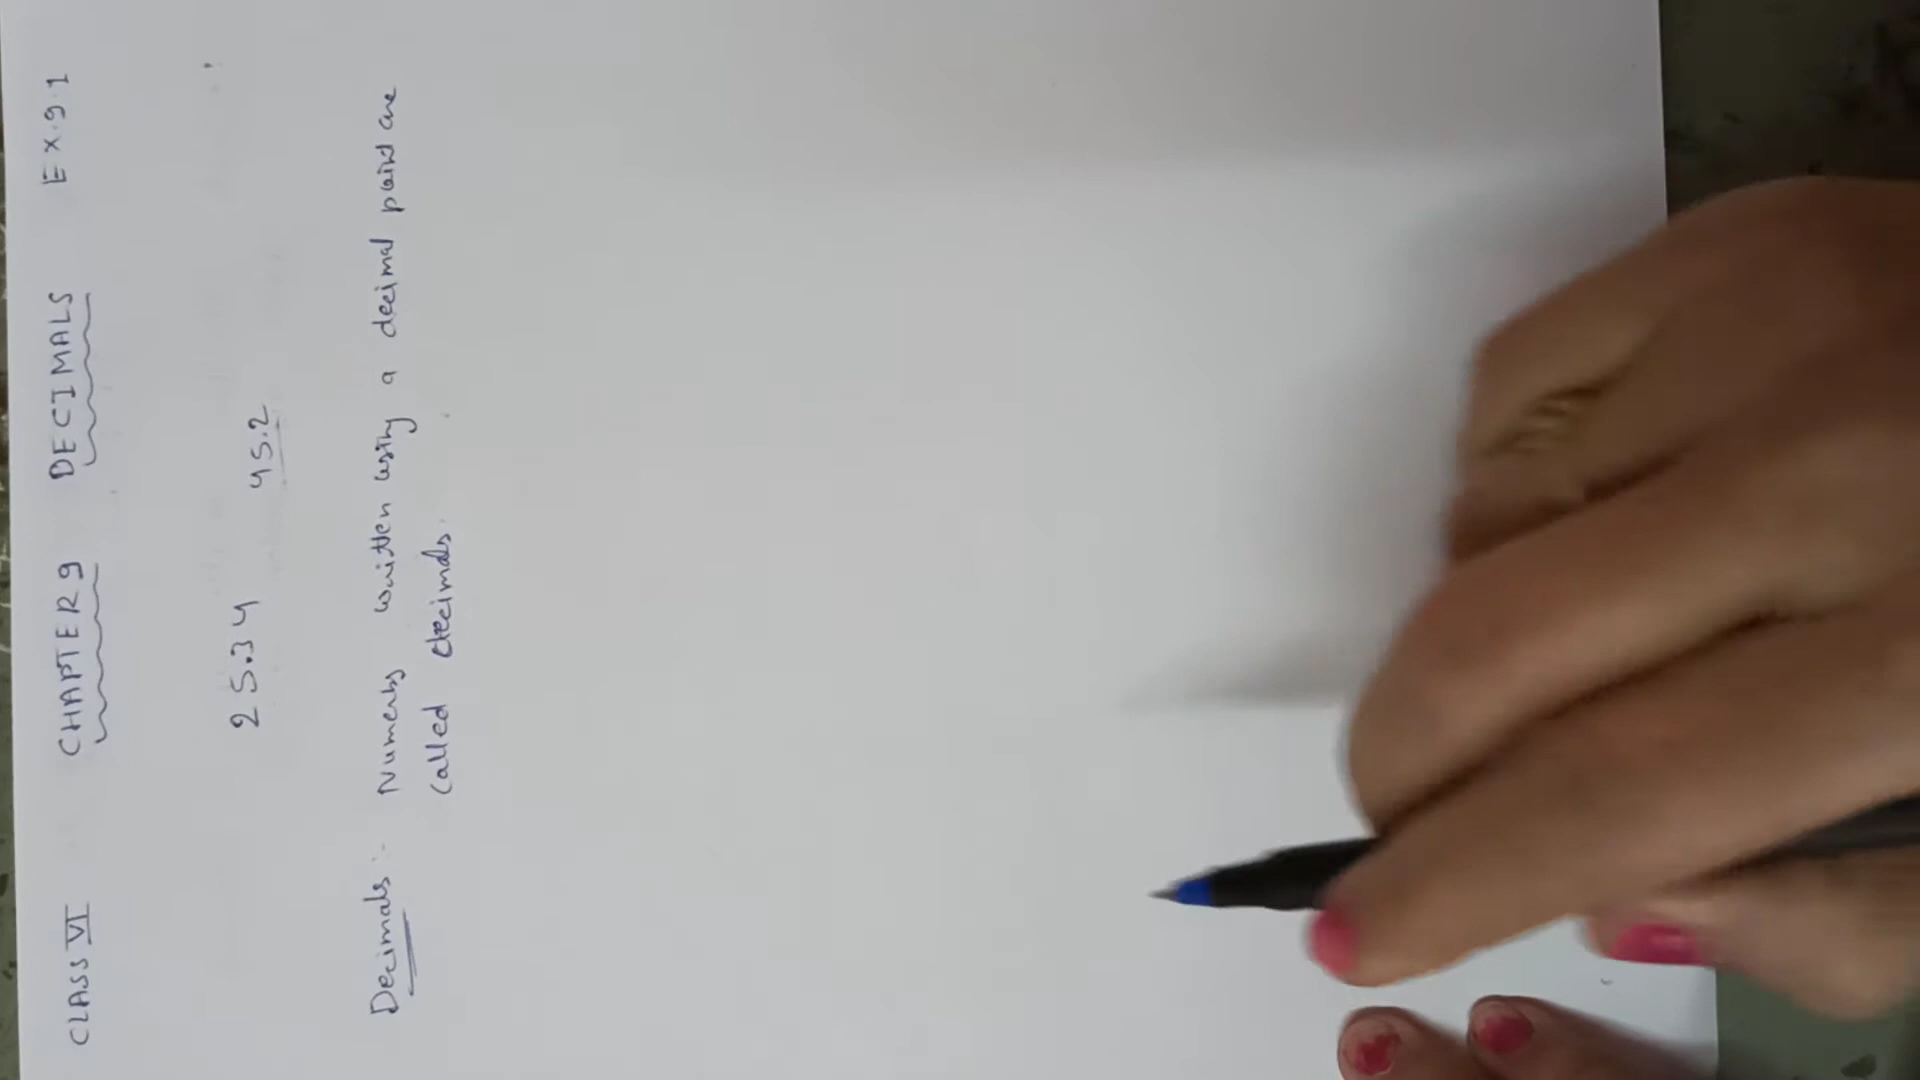 CLASS VI CHAPTER 9 DECIMALS Ex.9.1
25.34 45.2
Decimals:- Numers written using a decimal point are
called decimals.